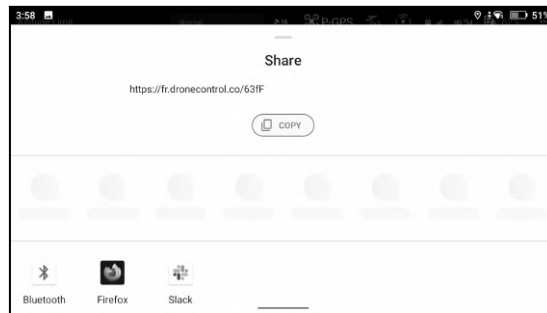 3:58 P-GPS 51%
Share
https://fr.dronecontrol.co/63fF
COPY
Bluetooth Firefox Slack